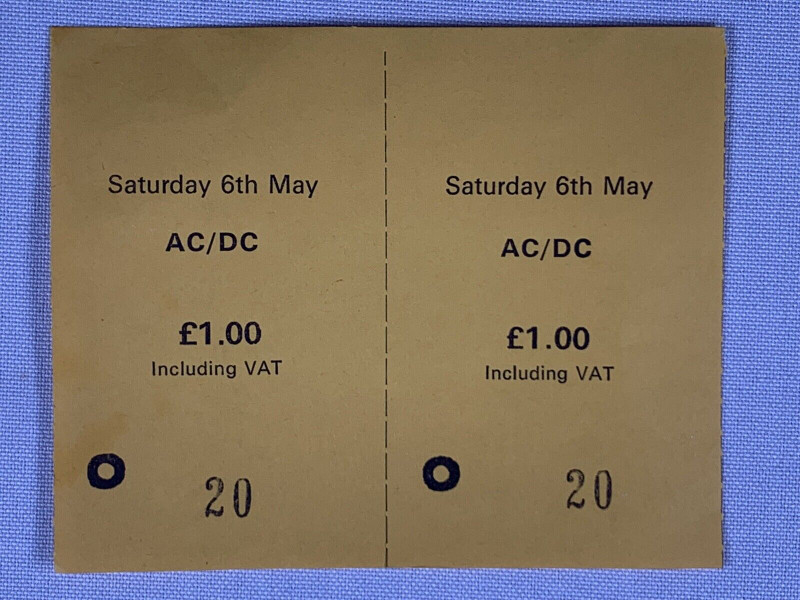 Saturday 6th May
AC/DC
£1.00
Including VAT
O 20
Saturday 6th May
AC/DC
£1.00
Including VAT
O 20